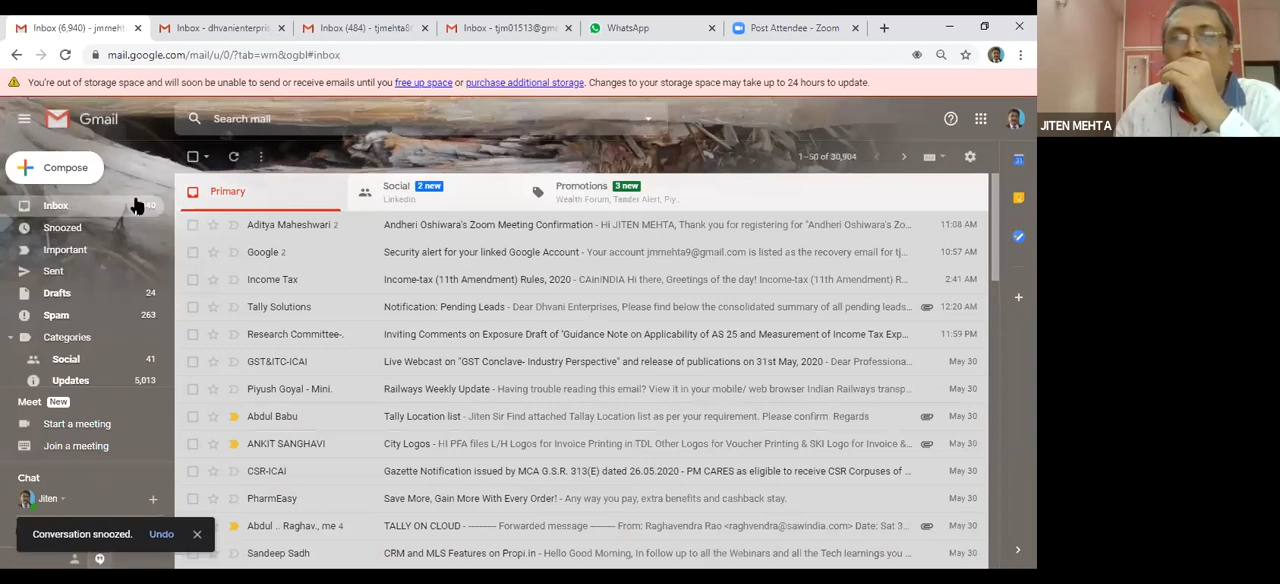 Inbox (6,940) - jmmeht
Inbox - dhvanienterpris
Inbox (484) - tjmehta8
Inbox - tjm01513@gm
WhatsApp
Post Attendee - Zoom
mail.google.com/mail/u/0/?tab=wm&ogbl#inbox
You're out of storage space and will soon be unable to send or receive emails until you free up space or purchase additional storage. Changes to your storage space may take up to 24 hours to update.
Gmail
Search mail
JITEN MEHTA
Compose
1–50 of 30,904
Inbox
Snoozed
Important
Sent
Drafts 24
Spam 263
Categories
Social 41
Updates 5,013
Meet New
Start a meeting
Join a meeting
Chat
Jiten
Conversation snoozed. Undo
Primary
Social 2 new
LinkedIn
Promotions 3 new
Wealth Forum, Tender Alert, Piy..
Aditya Maheshwari 2 Andheri Oshiwara's Zoom Meeting Confirmation - Hi JITEN MEHTA, Thank you for registering for "Andheri Oshiwara's Zo... 11:08 AM
Google 2 Security alert for your linked Google Account - Your account jmmehta9@gmail.com is listed as the recovery email for tj... 10:57 AM
Income Tax Income-tax (11th Amendment) Rules, 2020 - CAinINDIA Hi there, Greetings of the day! Income-tax (11th Amendment) R... 2:41 AM
Tally Solutions Notification: Pending Leads - Dear Dhvani Enterprises, Please find below the consolidated summary of all pending leads... 12:20 AM
Research Committee-. Inviting Comments on Exposure Draft of "Guidance Note on Applicability of AS 25 and Measurement of Income Tax Exp... 11:59 PM
GST&ITC-ICAI Live Webcast on "GST Conclave- Industry Perspective" and release of publications on 31st May, 2020 - Dear Professiona... May 30
Piyush Goyal - Mini. Railways Weekly Update - Having trouble reading this email? View it in your mobile/ web browser Indian Railways transp... May 30
Abdul Babu Tally Location list - Jiten Sir Find attached Tallay Location list as per your requirement. Please confirm. Regards May 30
ANKIT SANGHAVI City Logos - HI PFA files L/H Logos for Invoice Printing in TDL Other Logos for Voucher Printing & SKI Logo for Invoice &... May 30
CSR-ICAI Gazette Notification issued by MCA G.S.R. 313(E) dated 26.05.2020 - PM CARES as eligible to receive CSR Corpuses of ... May 30
PharmEasy Save More, Gain More With Every Order! - Any way you pay, extra benefits and cashback stay. May 30
Abdul .. Raghav., me 4 TALLY ON CLOUD - ---------- Forwarded message --------- From: Raghavendra Rao <raghvendra@sawindia.com> Date: Sat 3... May 30
Sandeep Sadh CRM and MLS Features on Propi.in - Hello Good Morning, In follow up to all the Webinars and all the Tech learnings you ... May 30